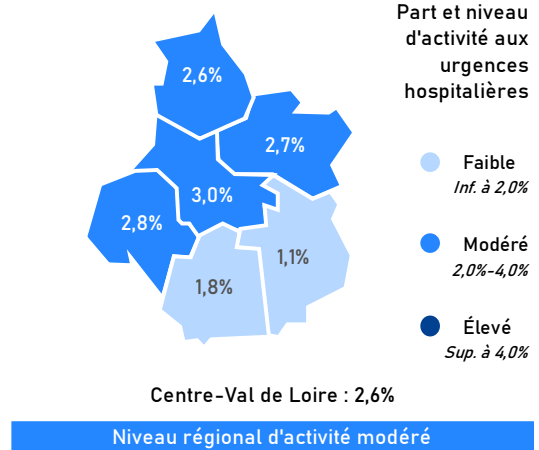 Part et niveau
d'activité aux
urgences
hospitalières
2,6%
2,7%
3,0%
2,8%
1,1%
1,8%
Faible
Inf. à 2,0%
Modéré
2,0%-4,0%
Élevé
Sup. à 4,0%
Centre-Val de Loire : 2,6%
Niveau régional d'activité modéré